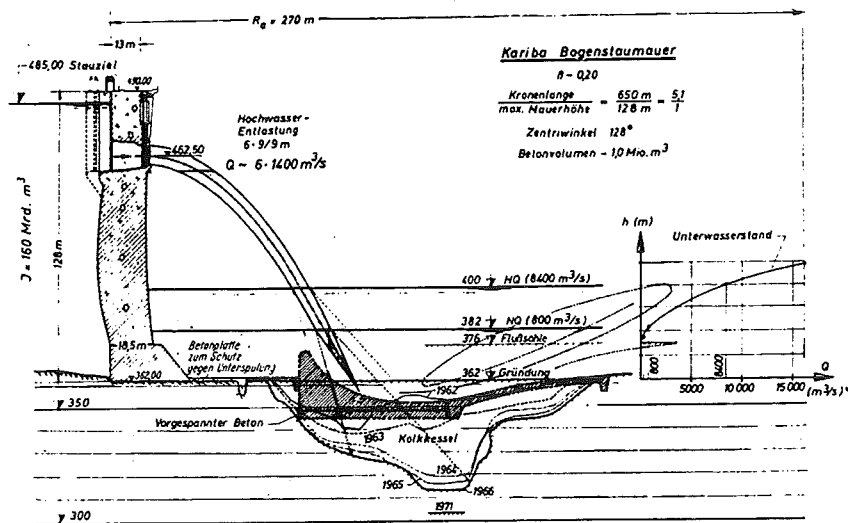 Rₐ = 270 m
13 m
485,00 Stauziel
490,00
Kariba Bogenstaumauer
β ~ 0,20
Kronenlänge / max. Mauerhöhe = 650 m / 128 m = 5,1 / 1
Zentriwinkel 128°
Betonvolumen ~ 1,0 Mio. m³
Hochwasser-
Entlastung
6 · 9/9 m
Q ~ 6 · 1400 m³/s
462,50
J = 160 Mrd. m³
128 m
h (m)
Unterwasserstand
400 HQ (8400 m³/s)
382 NQ (800 m³/s)
376 Flußsohle
362 Gründung
18,5 m
Betonplatte
zum Schutz
gegen Unterspülung
362,00
800
8400
Q
5000
10 000
15 000
(m³/s)
350
1962
Vorgespannter Beton
1963
Kolkkessel
1964
1965
1966
1971
300